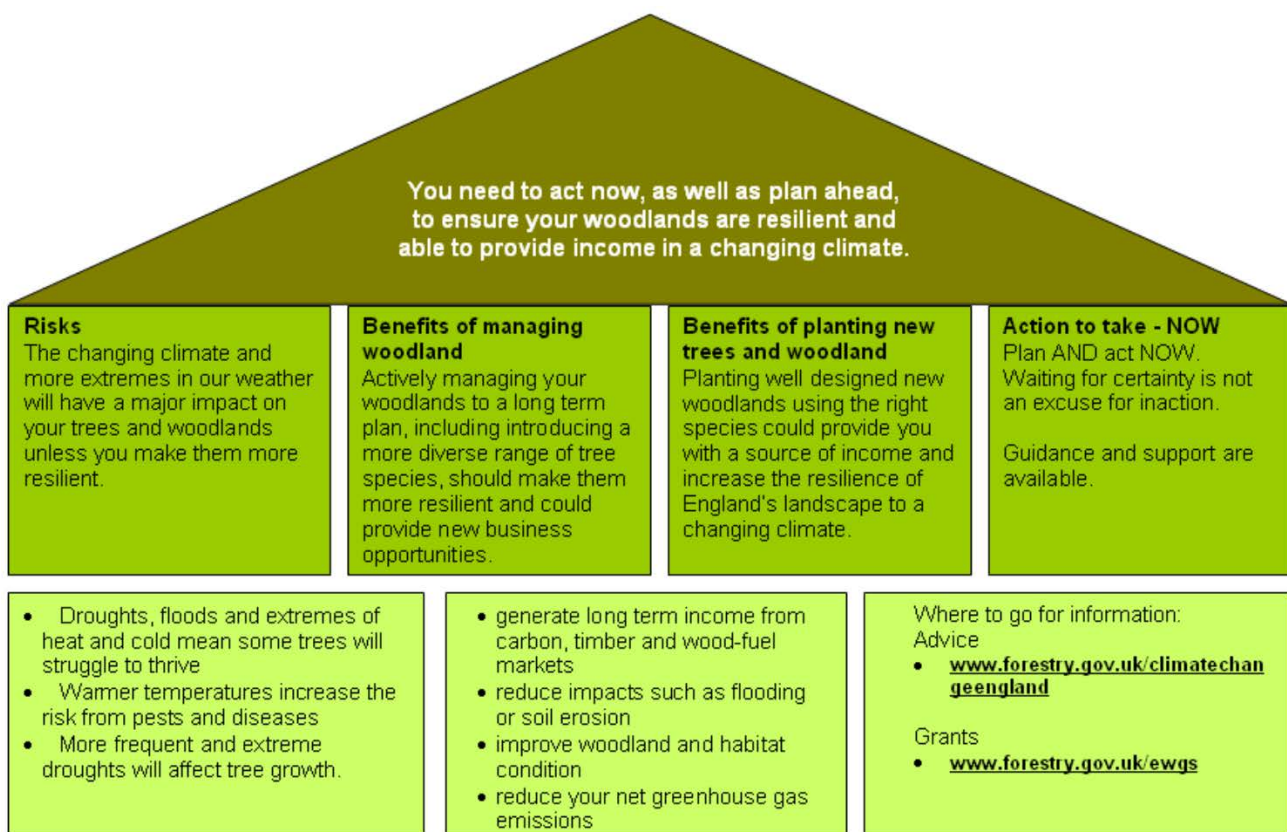 You need to act now, as well as plan ahead,
to ensure your woodlands are resilient and
able to provide income in a changing climate.
Risks
The changing climate and
more extremes in our weather
will have a major impact on
your trees and woodlands
unless you make them more
resilient.
Benefits of managing
woodland
Actively managing your
woodlands to a long term
plan, including introducing a
more diverse range of tree
species, should make them
more resilient and could
provide new business
opportunities.
Benefits of planting new
trees and woodland
Planting well designed new
woodlands using the right
species could provide you
with a source of income and
increase the resilience of
England's landscape to a
changing climate.
Action to take - NOW
Plan AND act NOW.
Waiting for certainty is not
an excuse for inaction.
Guidance and support are
available.
• Droughts, floods and extremes of
heat and cold mean some trees will
struggle to thrive
• Warmer temperatures increase the
risk from pests and diseases
• More frequent and extreme
droughts will affect tree growth.
• generate long term income from
carbon, timber and wood-fuel
markets
• reduce impacts such as flooding
or soil erosion
• improve woodland and habitat
condition
• reduce your net greenhouse gas
emissions
Where to go for information:
Advice
• www.forestry.gov.uk/climatechan
geengland
Grants
• www.forestry.gov.uk/ewgs